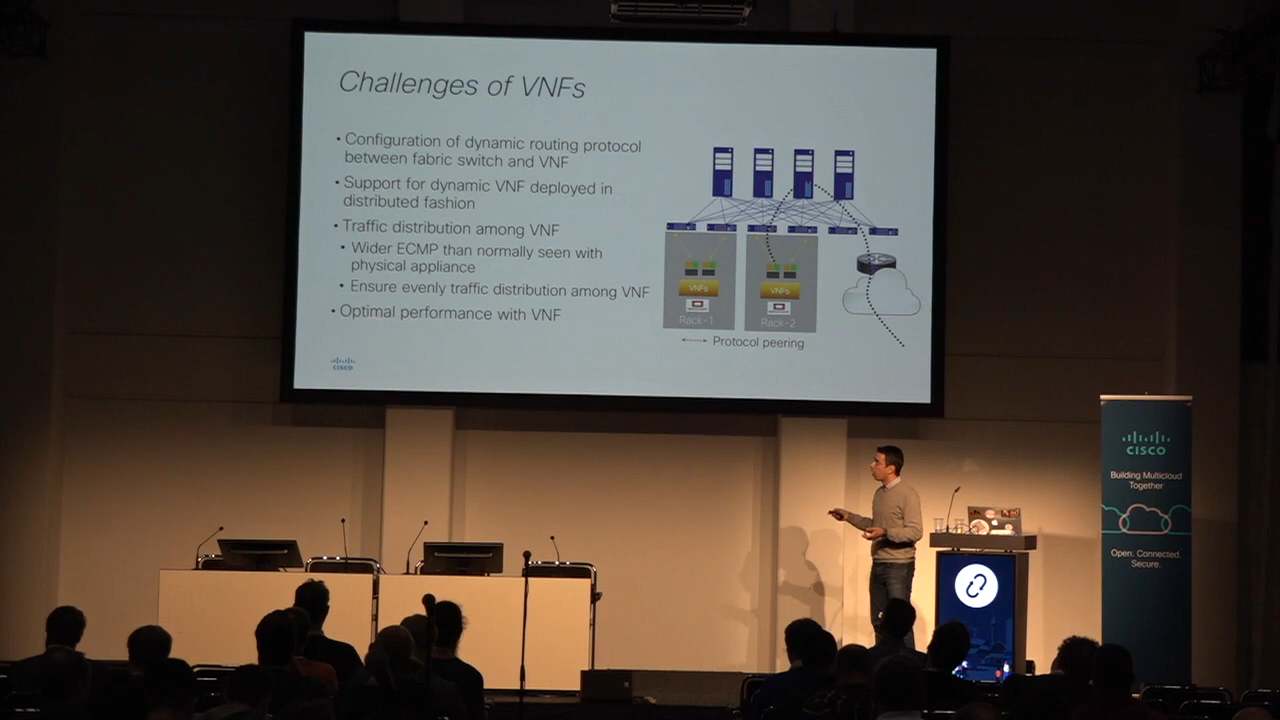 Challenges of VNFs
• Configuration of dynamic routing protocol
between fabric switch and VNF
• Support for dynamic VNF deployed in
distributed fashion
• Traffic distribution among VNF
• Wider ECMP than normally seen with
physical appliance
• Ensure evenly traffic distribution among VNF
• Optimal performance with VNF
VNFs
VNFs
Rack-1
Rack-2
Protocol peering
CISCO
CISCO
Building Multicloud
Together
Open. Connected.
Secure.